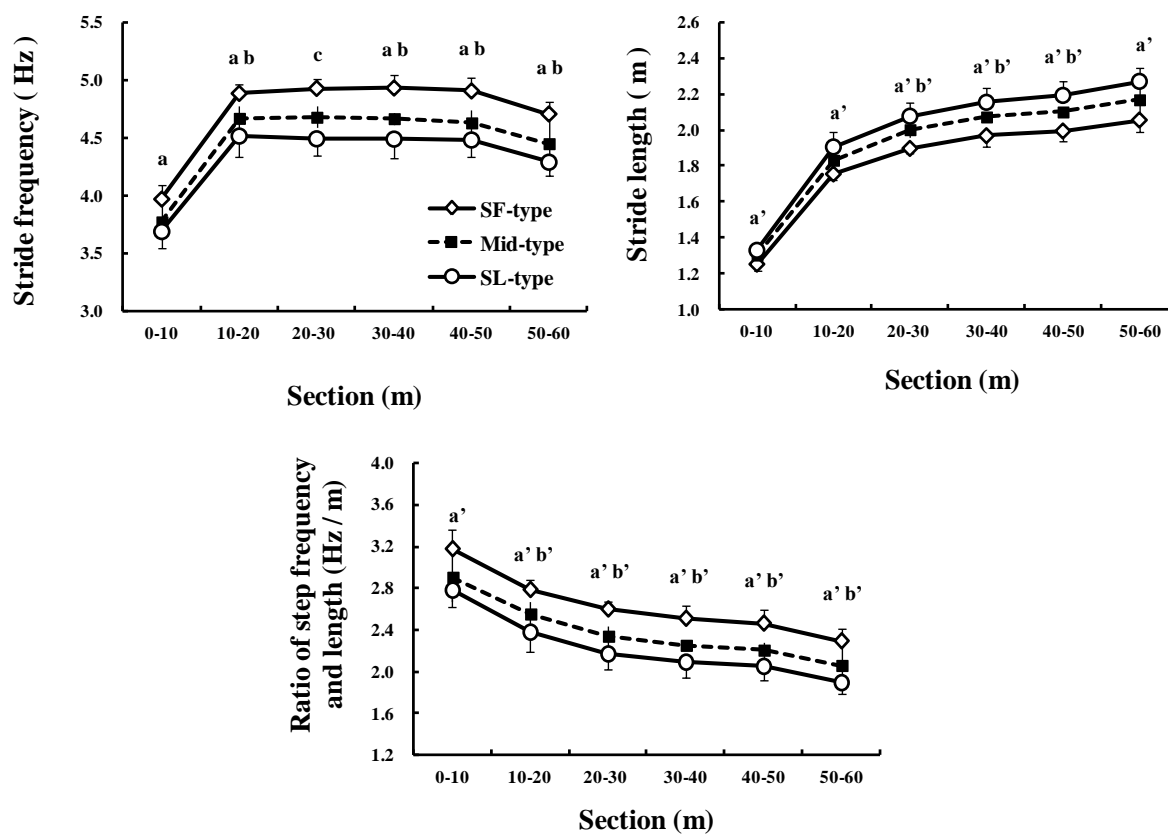 Stride frequency ( Hz)
5.5
5.0
4.5
4.0
3.5
3.0
a
a b
c
a b
a b
a b
SF-type
Mid-type
SL-type
0-10 10-20 20-30 30-40 40-50 50-60
Section (m)
Stride length ( m)
2.6
2.4
2.2
2.0
1.8
1.6
1.4
1.2
1.0
a’
a’
a’ b’
a’ b’
a’ b’
a’
0-10 10-20 20-30 30-40 40-50 50-60
Section (m)
Ratio of step frequency
and length (Hz / m)
4.0
3.6
3.2
2.8
2.4
2.0
1.6
1.2
a’
a’ b’
a’ b’
a’ b’
a’ b’
a’ b’
0-10 10-20 20-30 30-40 40-50 50-60
Section (m)